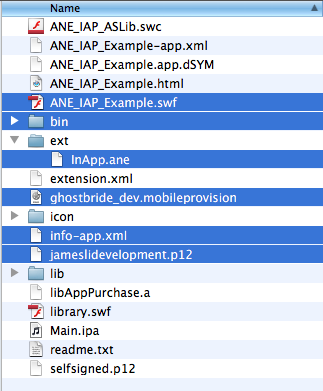 Name
ANE_IAP_ASLib.swc
ANE_IAP_Example-app.xml
ANE_IAP_Example.app.dSYM
ANE_IAP_Example.html
ANE_IAP_Example.swf
bin
ext
InApp.ane
extension.xml
ghostbride_dev.mobileprovision
icon
info-app.xml
jameslidevelopment.p12
lib
libAppPurchase.a
library.swf
Main.ipa
readme.txt
selfsigned.p12